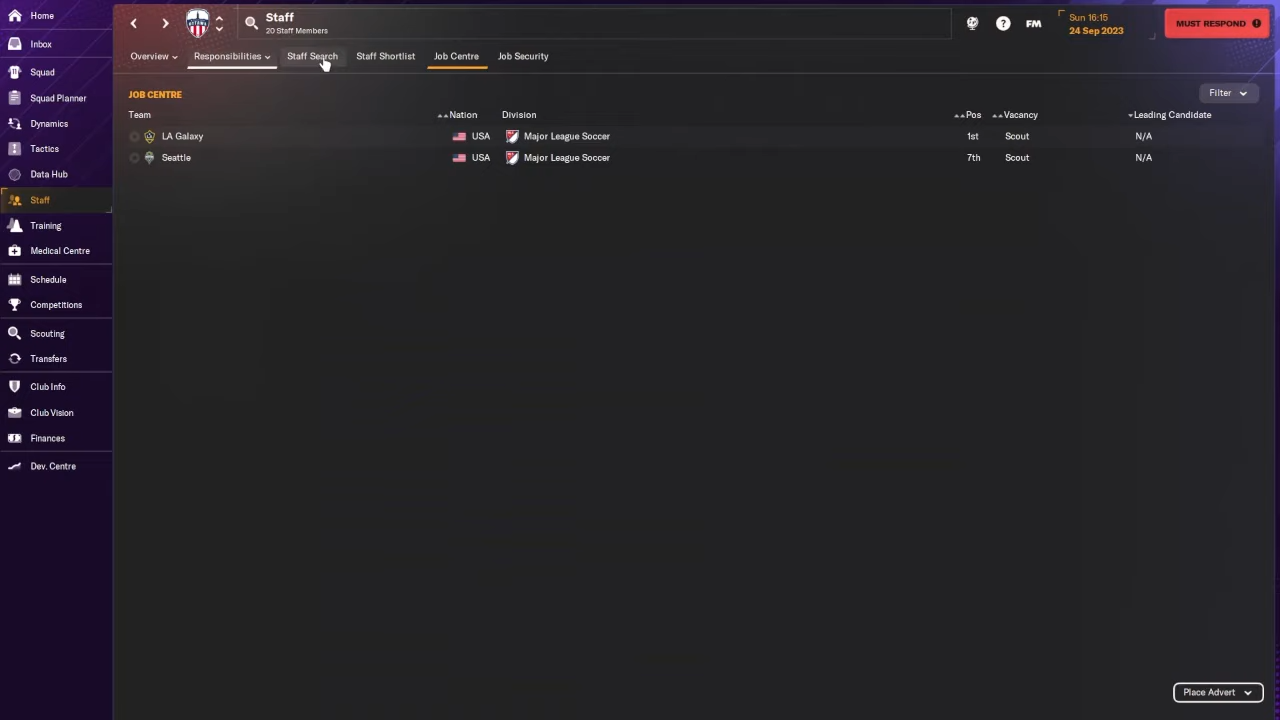 Home
Inbox
Squad
Squad Planner
Dynamics
Tactics
Data Hub
Staff
Training
Medical Centre
Schedule
Competitions
Scouting
Transfers
Club Info
Club Vision
Finances
Dev. Centre
Staff
20 Staff Members
FM
Sun 16:15
24 Sep 2023
MUST RESPOND
Overview Responsibilities Staff Search Staff Shortlist Job Centre Job Security
JOB CENTRE
Filter
Team Nation Division Pos Vacancy Leading Candidate
LA Galaxy USA Major League Soccer 1st Scout N/A
Seattle USA Major League Soccer 7th Scout N/A
Place Advert